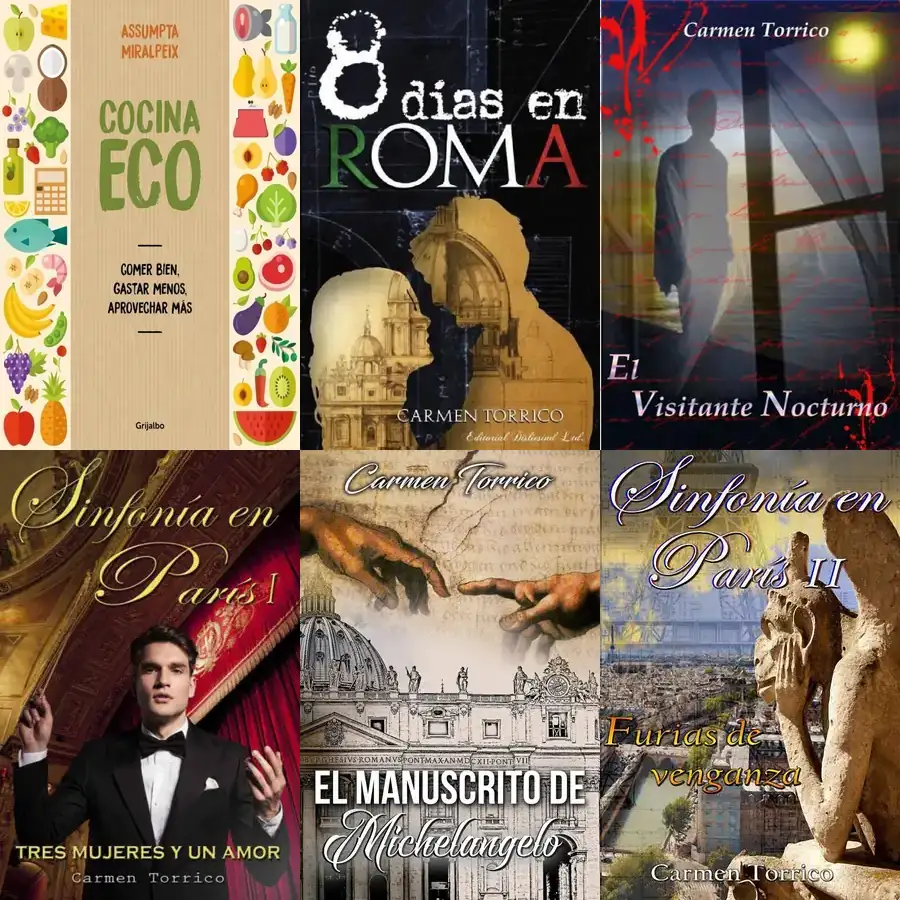 ASSUMPTA
MIRALPEIX
COCINA
ECO
COMER BIEN,
GASTAR MENOS,
APROVECHAR MÁS
Grijalbo
8 días en
ROMA
CARMEN TORRICO
Editorial Disliesind Ltd.
Carmen Torrico
El
Visitante Nocturno
Sinfonía en
París I
TRES MUJERES Y UN AMOR
Carmen Torrico
Carmen Torrico
EL MANUSCRITO DE
Michelangelo
Sinfonía en
París II
Furias de
venganza
Carmen Torrico